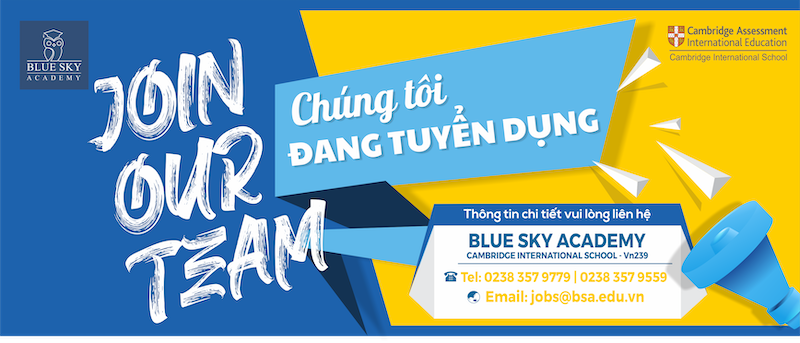 BLUE SKY
ACADEMY
JOIN
OUR
TEAM
Chúng tôi
ĐANG TUYỂN DỤNG
Cambridge Assessment
International Education
Cambridge International School
Thông tin chi tiết vui lòng liên hệ
BLUE SKY ACADEMY
CAMBRIDGE INTERNATIONAL SCHOOL - Vn239
Tel: 0238 357 9779 | 0238 357 9559
Email: jobs@bsa.edu.vn